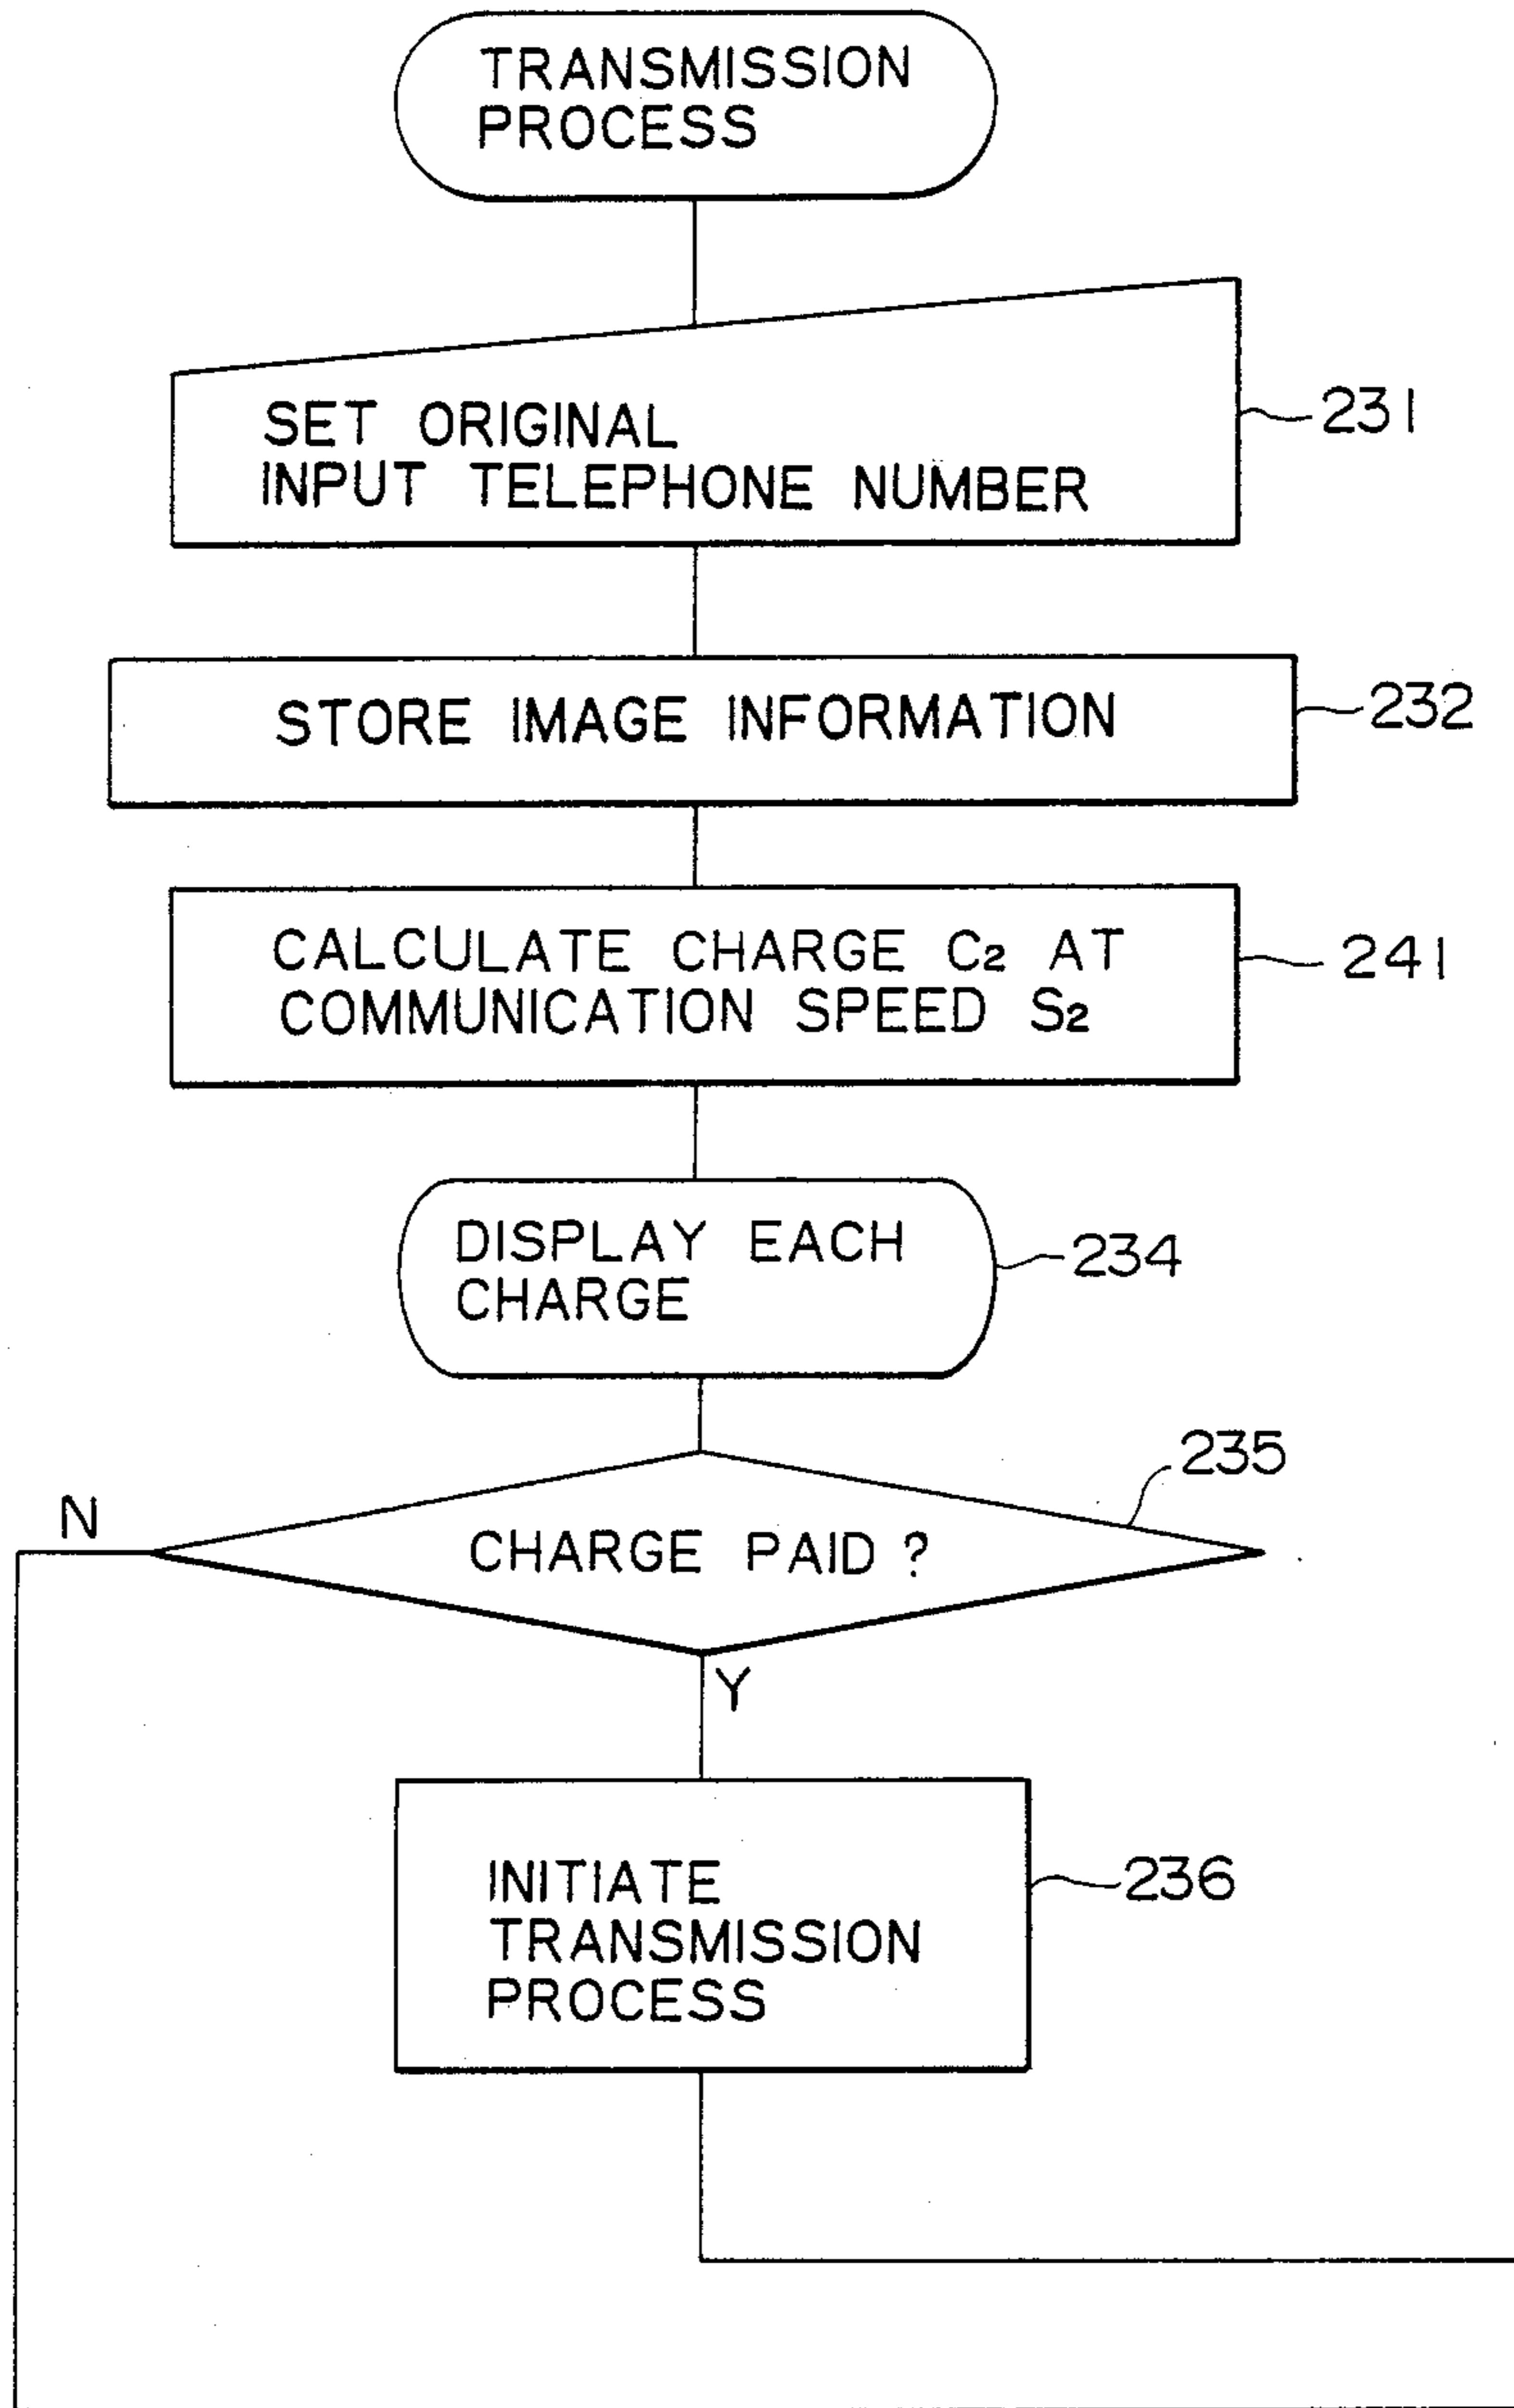 TRANSMISSION
PROCESS
SET ORIGINAL
INPUT TELEPHONE NUMBER
231
STORE IMAGE INFORMATION
232
CALCULATE CHARGE C₂ AT
COMMUNICATION SPEED S₂
241
DISPLAY EACH
CHARGE
234
235
N
CHARGE PAID ?
Y
INITIATE
TRANSMISSION
PROCESS
236